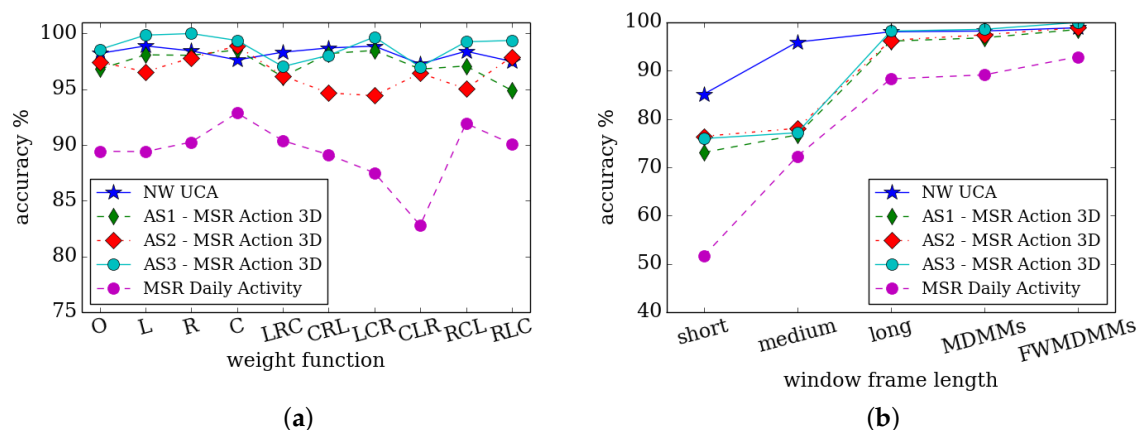 100
95
90
85
80
75
accuracy %
NW UCA
AS1 - MSR Action 3D
AS2 - MSR Action 3D
AS3 - MSR Action 3D
MSR Daily Activity
O L R C LRC CRL LCR CLR RCL RLC
weight function
(a)
100
90
80
70
60
50
40
accuracy %
NW UCA
AS1 - MSR Action 3D
AS2 - MSR Action 3D
AS3 - MSR Action 3D
MSR Daily Activity
short medium long MDMMs FWMDMMs
window frame length
(b)